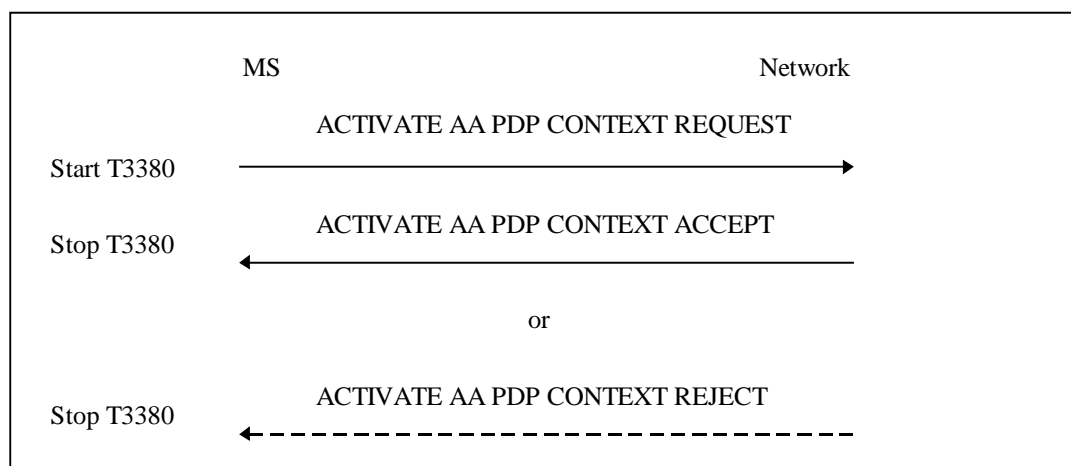 MS Network
ACTIVATE AA PDP CONTEXT REQUEST
Start T3380
ACTIVATE AA PDP CONTEXT ACCEPT
Stop T3380
or
ACTIVATE AA PDP CONTEXT REJECT
Stop T3380